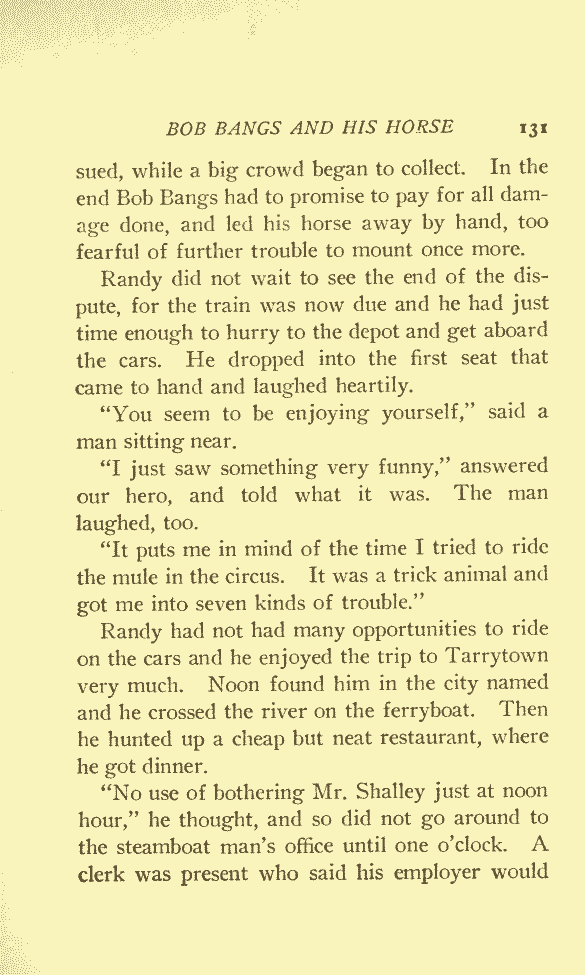 BOB BANGS AND HIS HORSE 131
sued, while a big crowd began to collect. In the
end Bob Bangs had to promise to pay for all dam-
age done, and led his horse away by hand, too
fearful of further trouble to mount once more.
Randy did not wait to see the end of the dis-
pute, for the train was now due and he had just
time enough to hurry to the depot and get aboard
the cars. He dropped into the first seat that
came to hand and laughed heartily.
"You seem to be enjoying yourself," said a
man sitting near.
"I just saw something very funny," answered
our hero, and told what it was. The man
laughed, too.
"It puts me in mind of the time I tried to ride
the mule in the circus. It was a trick animal and
got me into seven kinds of trouble."
Randy had not had many opportunities to ride
on the cars and he enjoyed the trip to Tarrytown
very much. Noon found him in the city named
and he crossed the river on the ferryboat. Then
he hunted up a cheap but neat restaurant, where
he got dinner.
"No use of bothering Mr. Shalley just at noon
hour," he thought, and so did not go around to
the steamboat man's office until one o'clock. A
clerk was present who said his employer would